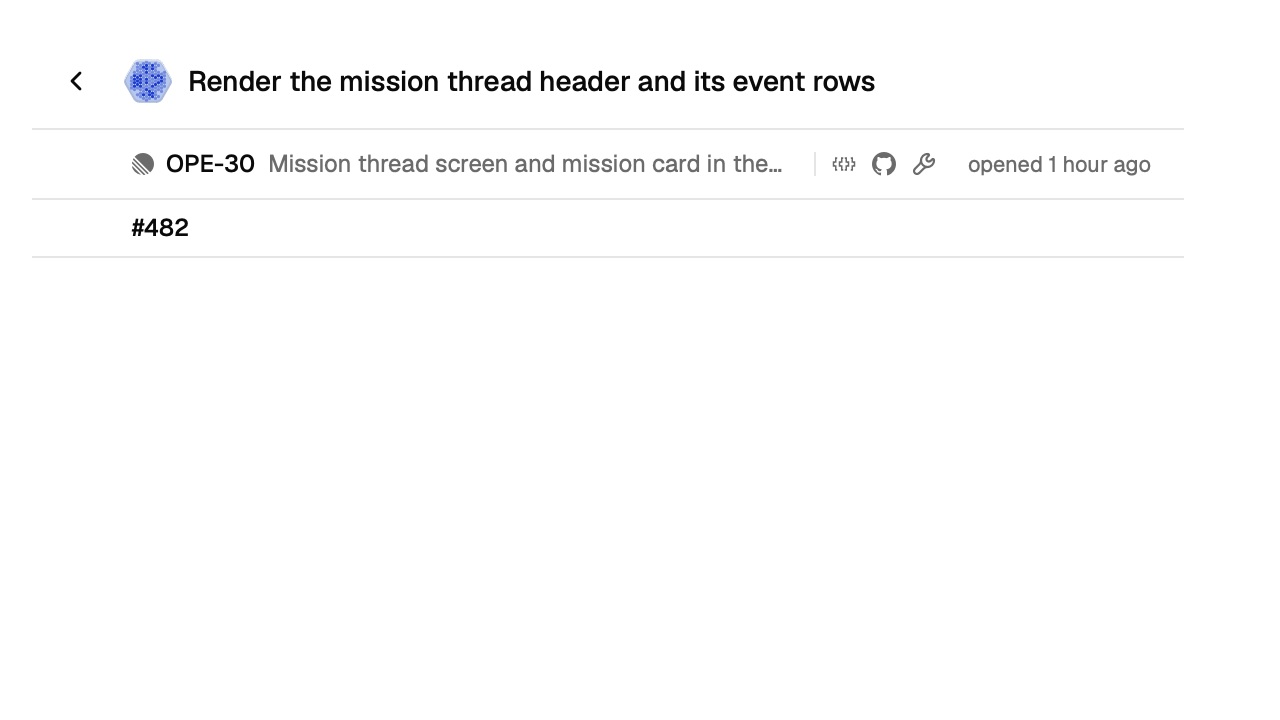 Render the mission thread header and its event rows
OPE-30 Mission thread screen and mission card in the... opened 1 hour ago
#482